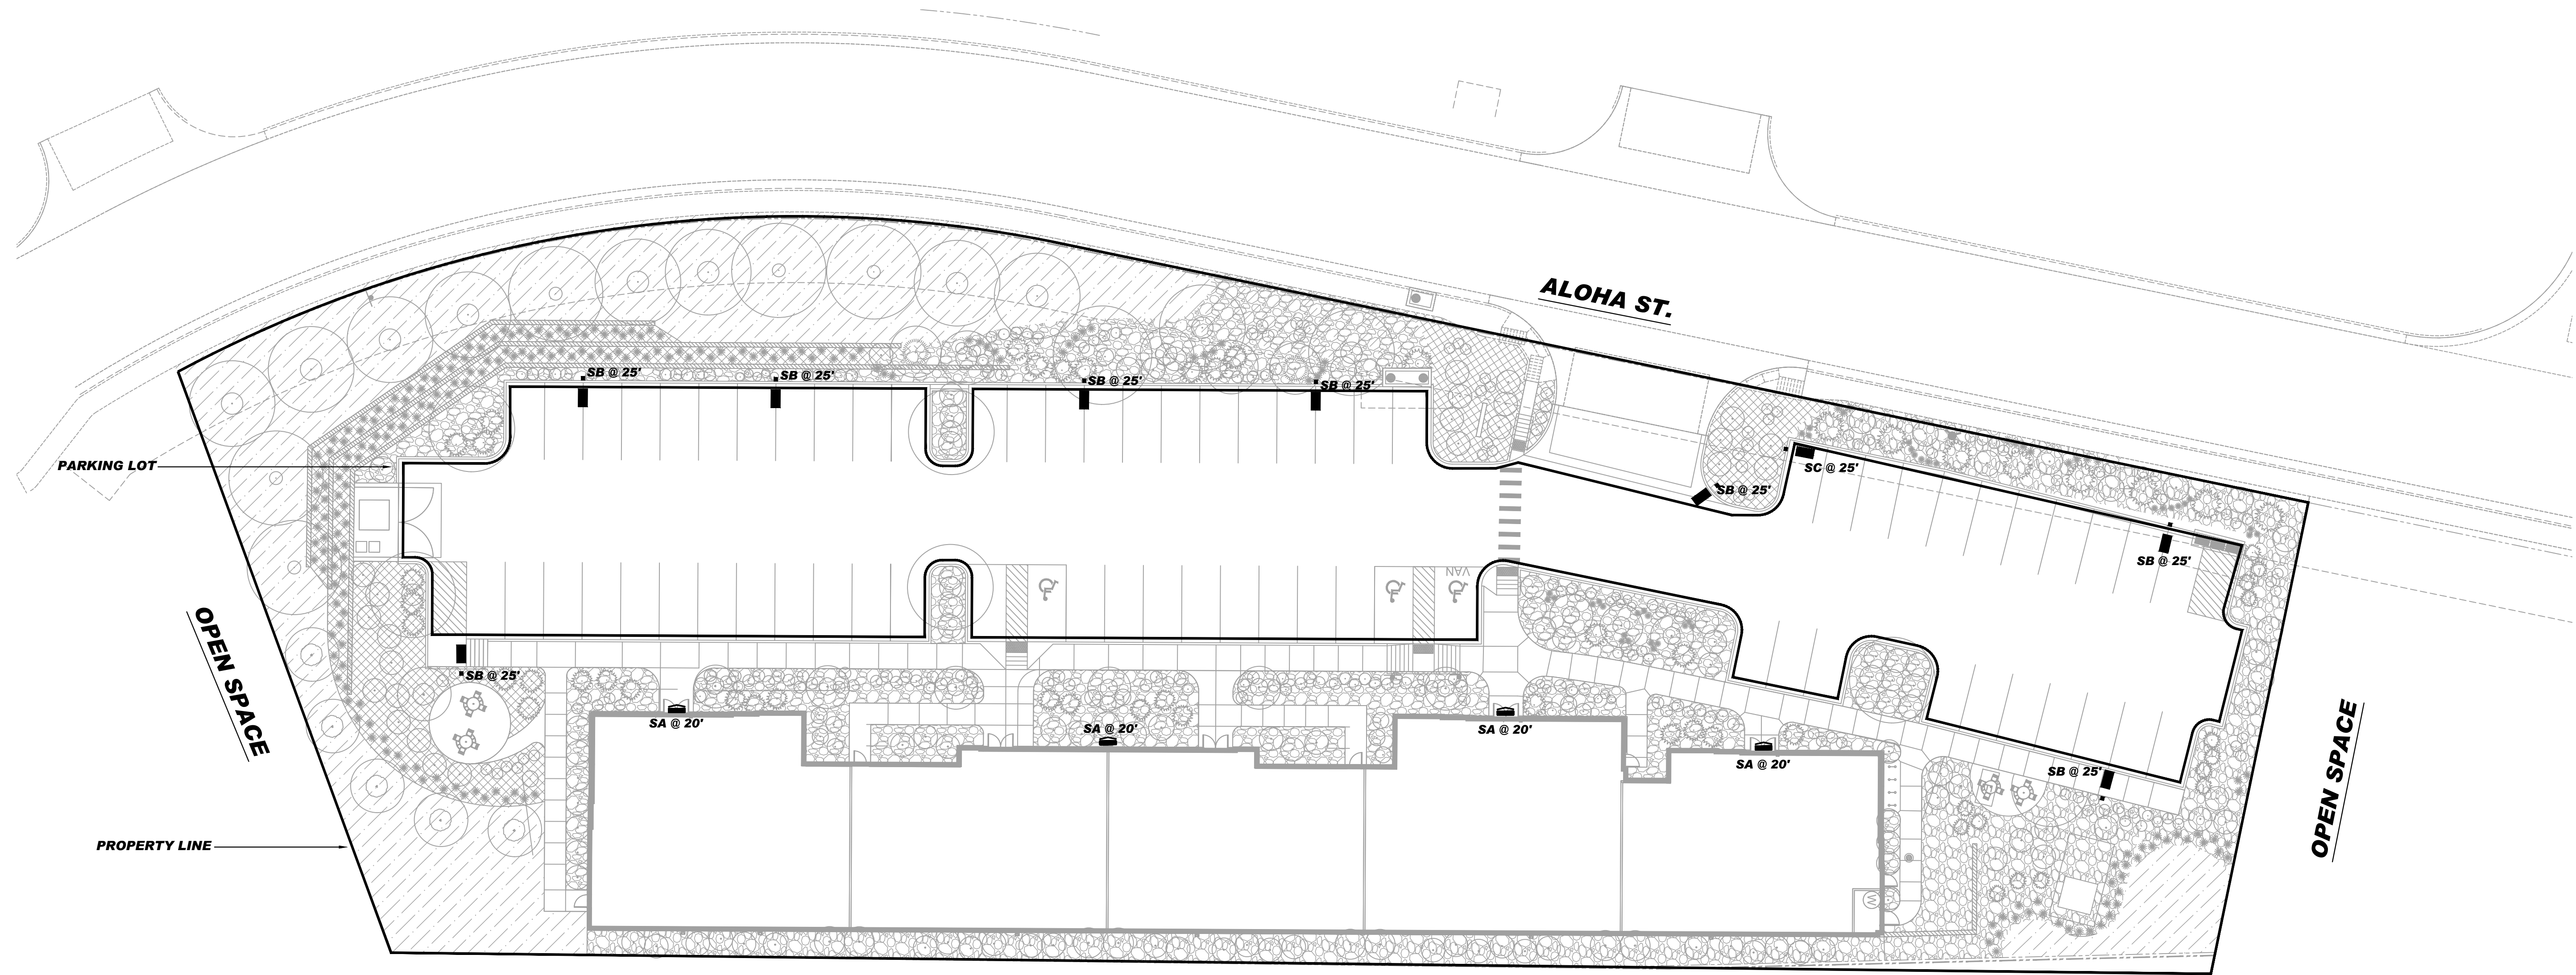 ALOHA ST.
SB @ 25'
SB @ 25'
SB @ 25'
SB @ 25'
PARKING LOT
SC @ 25'
SB @ 25'
SB @ 25'
VAN
OPEN SPACE
SB @ 25'
SA @ 20'
SA @ 20'
SA @ 20'
SA @ 20'
SB @ 25'
OPEN SPACE
PROPERTY LINE
W